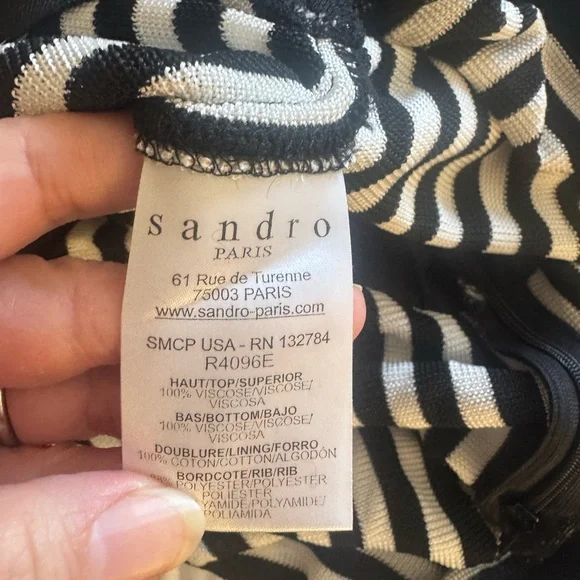 sandro
PARIS
61 Rue de Turenne
75003 PARIS
www.sandro-paris.com
SMCP USA - RN 132784
R4096E
HAUT/TOP/SUPERIOR
100% VISCOSE/VISCOSE/
VISCOSA
BAS/BOTTOM/BAJO
100% VISCOSE/VISCOSE/
VISCOSA
DOUBLURE/LINING/FORRO
100% COTON/COTTON/ALGODÓN
BORDCOTE/RIB/RIB
POLYESTER/POLYESTER
POLIÉSTER
POLYAMIDE/
POLIAMIDA